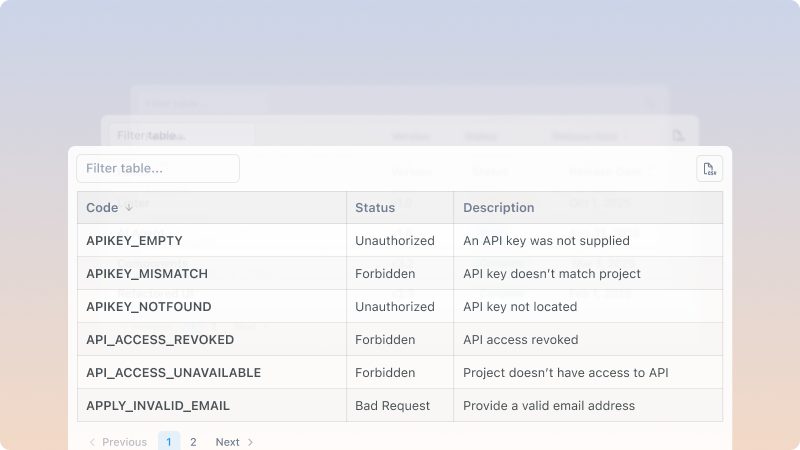 Filter table...
Filter table...
Code ↓ Status Description
APIKEY_EMPTY Unauthorized An API key was not supplied
APIKEY_MISMATCH Forbidden API key doesn’t match project
APIKEY_NOTFOUND Unauthorized API key not located
API_ACCESS_REVOKED Forbidden API access revoked
API_ACCESS_UNAVAILABLE Forbidden Project doesn’t have access to API
APPLY_INVALID_EMAIL Bad Request Provide a valid email address
Previous 1 2 Next